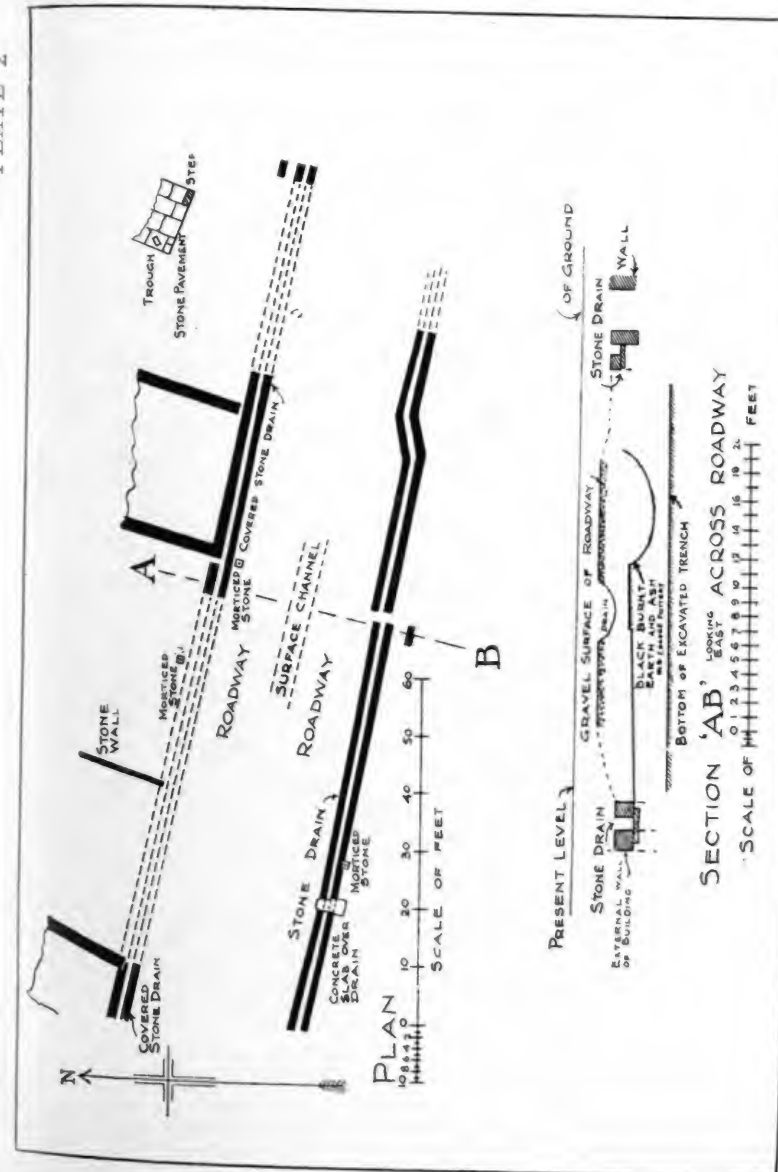 PLATE 2
N
COVERED
STONE DRAIN
STONE
WALL
MORTICED
STONE
ROADWAY
MORTICED
STONE
COVERED STONE DRAIN
A
TROUGH
STONE PAVEMENT
STEP
SURFACE CHANNEL
ROADWAY
STONE DRAIN
CONCRETE
SLAB OVER
DRAIN
MORTICED
STONE
B
PLAN
10 8 6 4 2 0 10 20 30 40 50 60
SCALE OF FEET
PRESENT LEVEL
OF GROUND
GRAVEL SURFACE OF ROADWAY
STONE DRAIN
EXTERNAL WALL
OF BUILDING
DRAIN
STONE DRAIN
WALL
BLACK BURNT
EARTH AND ASH
BOTTOM OF EXCAVATED TRENCH
SECTION 'AB' LOOKING EAST ACROSS ROADWAY
0 1 2 3 4 5 6 7 8 9 10 12 14 16 18 20
SCALE OF FEET